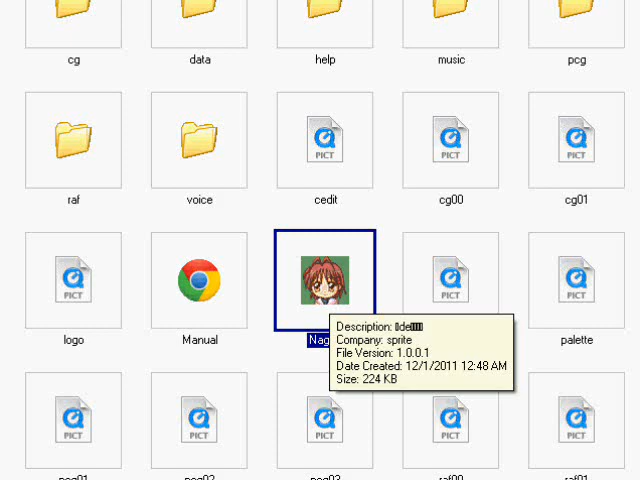 cg
data
help
music
pcg
PICT
PICT
PICT
raf
voice
cedit
cg00
cg01
PICT
PICT
PICT
logo
Manual
Nag
palette
Description:
Company: sprite
File Version: 1.0.0.1
Date Created: 12/1/2011 12:48 AM
Size: 224 KB
PICT
PICT
PICT
PICT
PICT